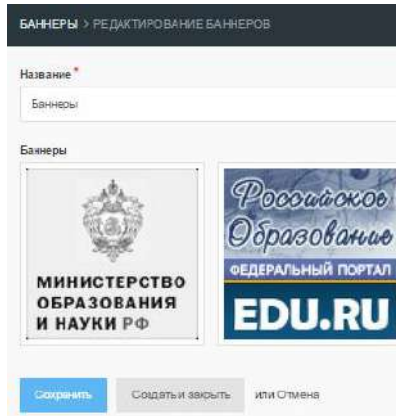 БАННЕРЫ > РЕДАКТИРОВАНИЕ БАННЕРОВ
Название *
Баннеры
Баннеры
МИНИСТЕРСТВО
ОБРАЗОВАНИЯ
И НАУКИ РФ
Российское
Образование
ФЕДЕРАЛЬНЫЙ ПОРТАЛ
EDU.RU
Сохранить
Создать и закрыть
или Отмена